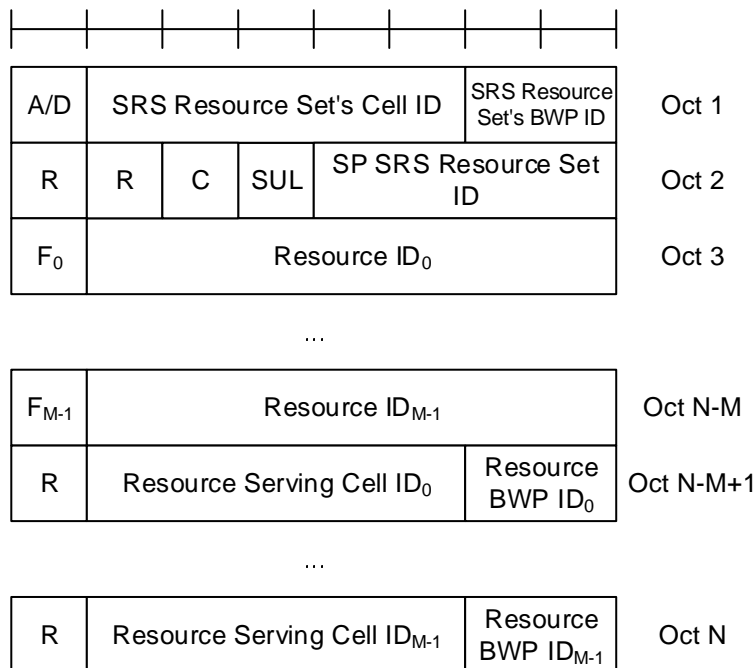 A/D SRS Resource Set's Cell ID SRS Resource Set's BWP ID Oct 1
R R C SUL SP SRS Resource Set ID Oct 2
F0 Resource ID0 Oct 3
...
FM-1 Resource IDM-1 Oct N-M
R Resource Serving Cell ID0 Resource BWP ID0 Oct N-M+1
...
R Resource Serving Cell IDM-1 Resource BWP IDM-1 Oct N